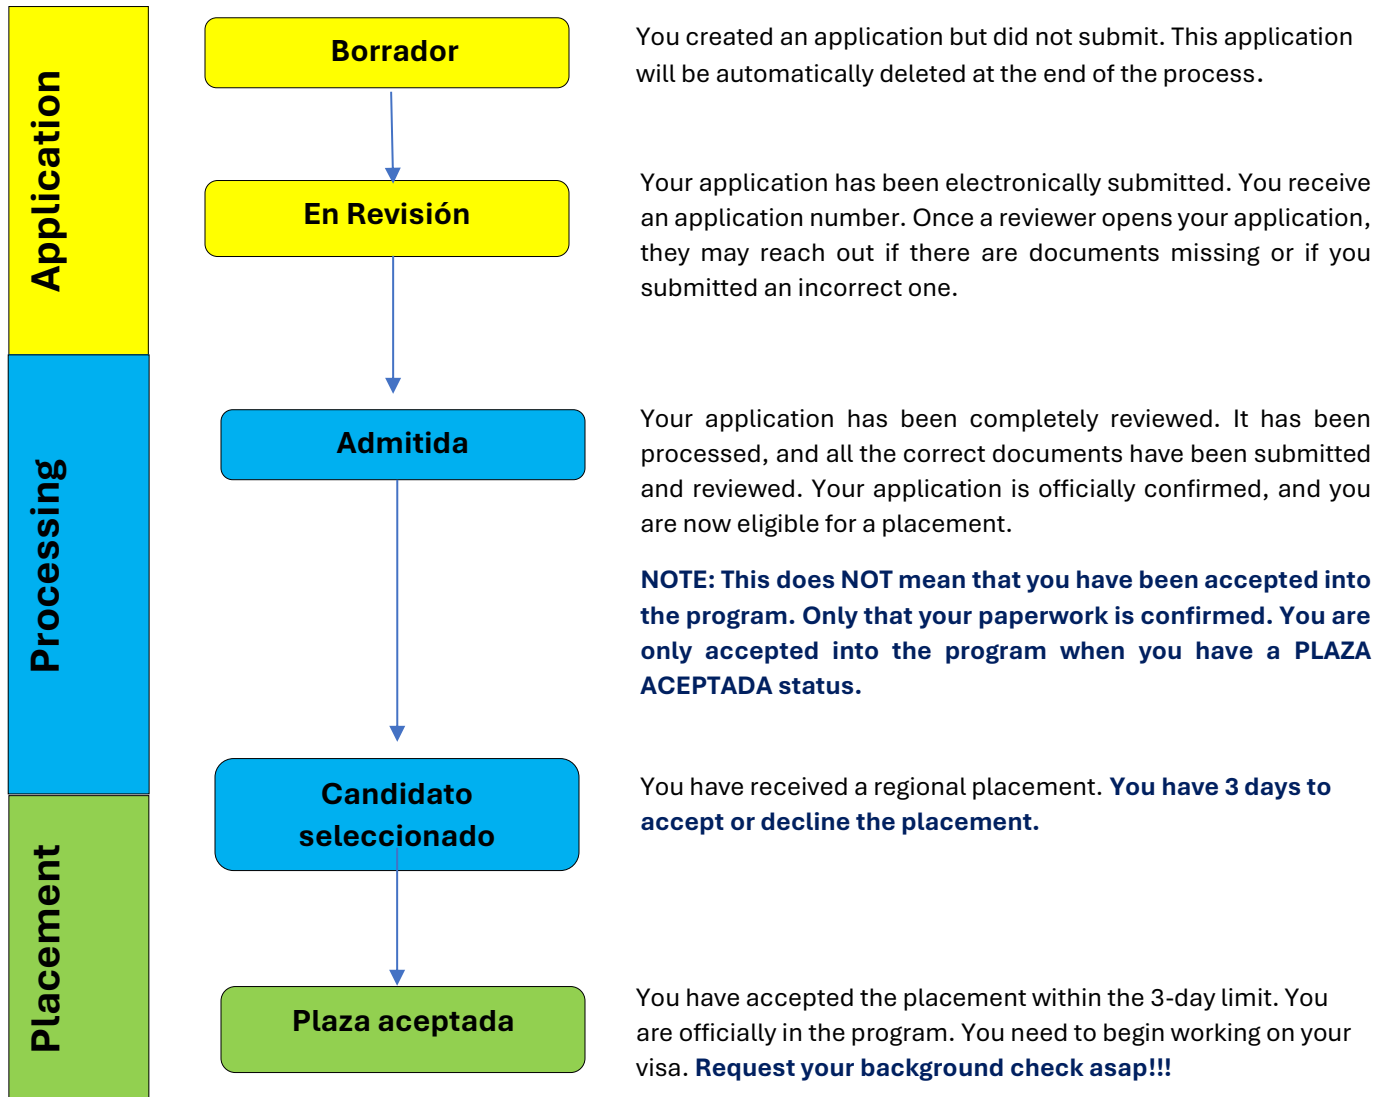 Application
Borrador
You created an application but did not submit. This application
will be automatically deleted at the end of the process.
En Revisión
Your application has been electronically submitted. You receive
an application number. Once a reviewer opens your application,
they may reach out if there are documents missing or if you
submitted an incorrect one.
Processing
Admitida
Your application has been completely reviewed. It has been
processed, and all the correct documents have been submitted
and reviewed. Your application is officially confirmed, and you
are now eligible for a placement.
NOTE: This does NOT mean that you have been accepted into
the program. Only that your paperwork is confirmed. You are
only accepted into the program when you have a PLAZA
ACEPTADA status.
Candidato
seleccionado
You have received a regional placement. You have 3 days to
accept or decline the placement.
Placement
Plaza aceptada
You have accepted the placement within the 3-day limit. You
are officially in the program. You need to begin working on your
visa. Request your background check asap!!!